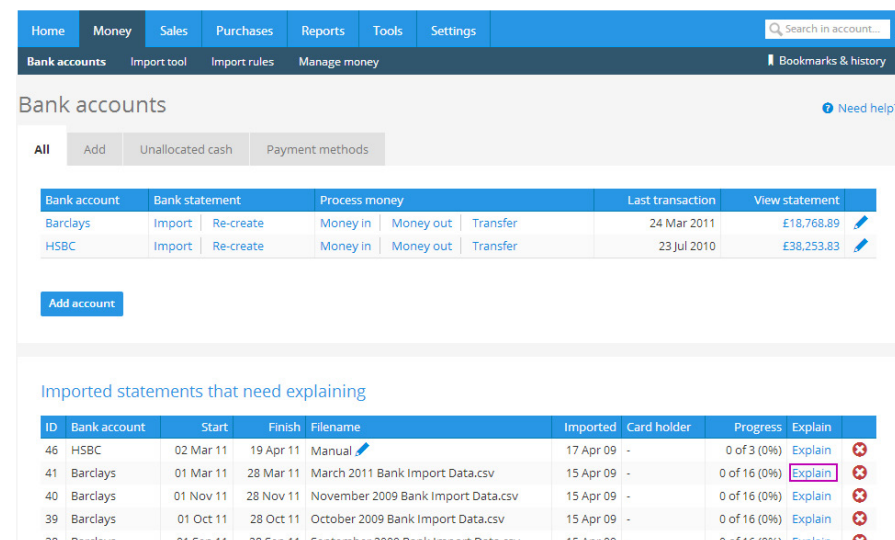 Home Money Sales Purchases Reports Tools Settings Search in account...
Bank accounts Import tool Import rules Manage money Bookmarks & history
Bank accounts
Need help?
All Add Unallocated cash Payment methods
Bank account Bank statement Process money Last transaction View statement
Barclays Import Re-create Money in Money out Transfer 24 Mar 2011 £18,768.89
HSBC Import Re-create Money in Money out Transfer 23 Jul 2010 £38,253.83
Add account
Imported statements that need explaining
ID Bank account Start Finish Filename Imported Card holder Progress Explain
46 HSBC 02 Mar 11 19 Apr 11 Manual 17 Apr 09 - 0 of 3 (0%) Explain
41 Barclays 01 Mar 11 28 Mar 11 March 2011 Bank Import Data.csv 15 Apr 09 - 0 of 16 (0%) Explain
40 Barclays 01 Nov 11 28 Nov 11 November 2009 Bank Import Data.csv 15 Apr 09 - 0 of 16 (0%) Explain
39 Barclays 01 Oct 11 28 Oct 11 October 2009 Bank Import Data.csv 15 Apr 09 - 0 of 16 (0%) Explain